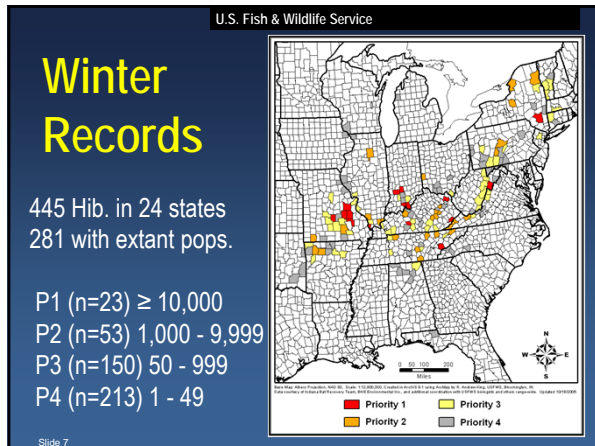 U.S. Fish & Wildlife Service
Winter
Records
445 Hib. in 24 states
281 with extant pops.
P1 (n=23) ≥ 10,000
P2 (n=53) 1,000 - 9,999
P3 (n=150) 50 - 999
P4 (n=213) 1 - 49
Slide 7
N
W E
S
0 50 100 200
Miles
Priority 1
Priority 3
Priority 2
Priority 4